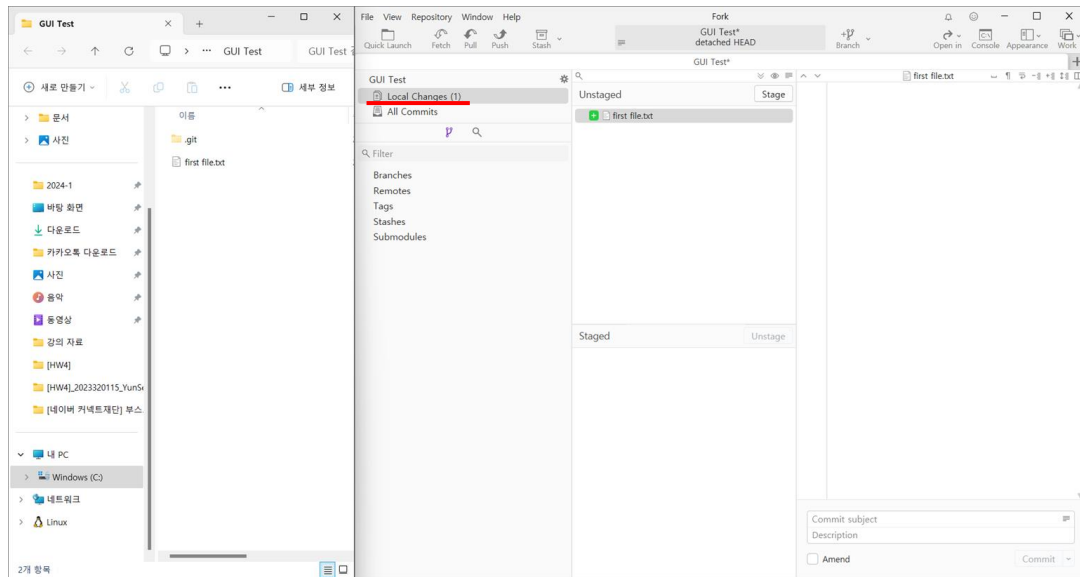 GUI Test
File View Repository Window Help
Fork
Quick Launch
Fetch
Pull
Push
Stash
GUI Test*
detached HEAD
Branch
Open in
Console
Appearance
Work
GUI Test
GUI Test
GUI Test*
새로 만들기
세부 정보
이름
문서
사진
.git
first file.txt
2024-1
바탕 화면
다운로드
카카오톡 다운로드
사진
음악
동영상
강의 자료
[HW4]
[HW4]_2023320115_YunSe
[네이버 커넥트재단] 부스
내 PC
Windows (C:)
네트워크
Linux
2개 항목
GUI Test
Local Changes (1)
All Commits
Filter
Branches
Remotes
Tags
Stashes
Submodules
Unstaged
Stage
first file.txt
Staged
Unstage
first file.txt
Commit subject
Description
Amend
Commit